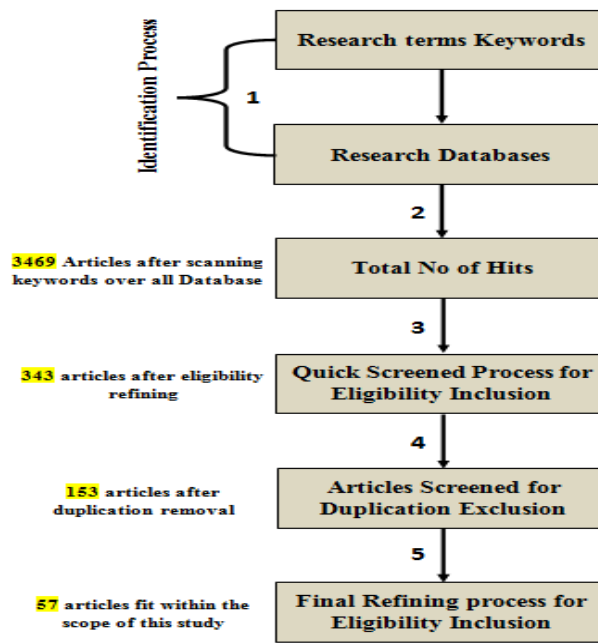 Identification Process
1
Research terms Keywords
Research Databases
2
3469 Articles after scanning
keywords over all Database
Total No of Hits
3
343 articles after eligibility
refining
Quick Screened Process for
Eligibility Inclusion
4
153 articles after
duplication removal
Articles Screened for
Duplication Exclusion
5
57 articles fit within the
scope of this study
Final Refining process for
Eligibility Inclusion